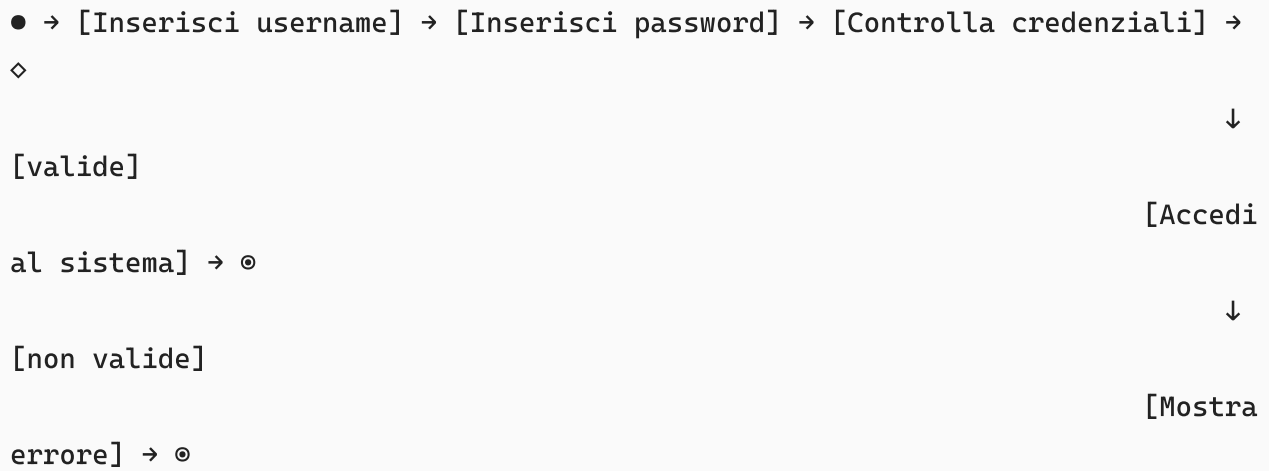 ● → [Inserisci username] → [Inserisci password] → [Controlla credenziali] →
◇
↓
[valide]
[Accedi
al sistema] → ◉
↓
[non valide]
[Mostra
errore] → ◉